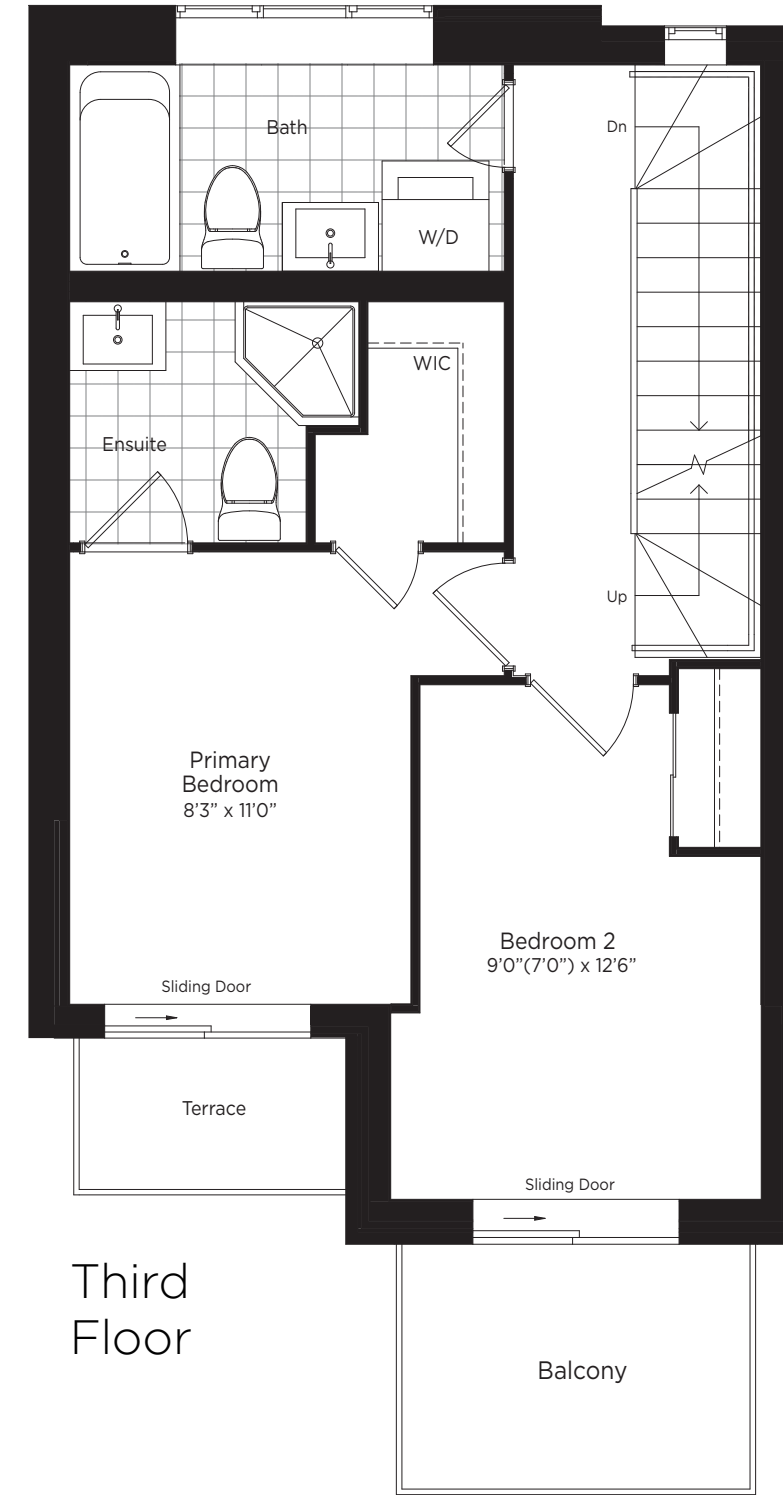 Bath
Dn
W/D
WIC
Ensuite
Up
Primary
Bedroom
8’3” x 11’0”
Bedroom 2
9’0”(7’0”) x 12’6”
Sliding Door
Terrace
Sliding Door
Third
Floor
Balcony